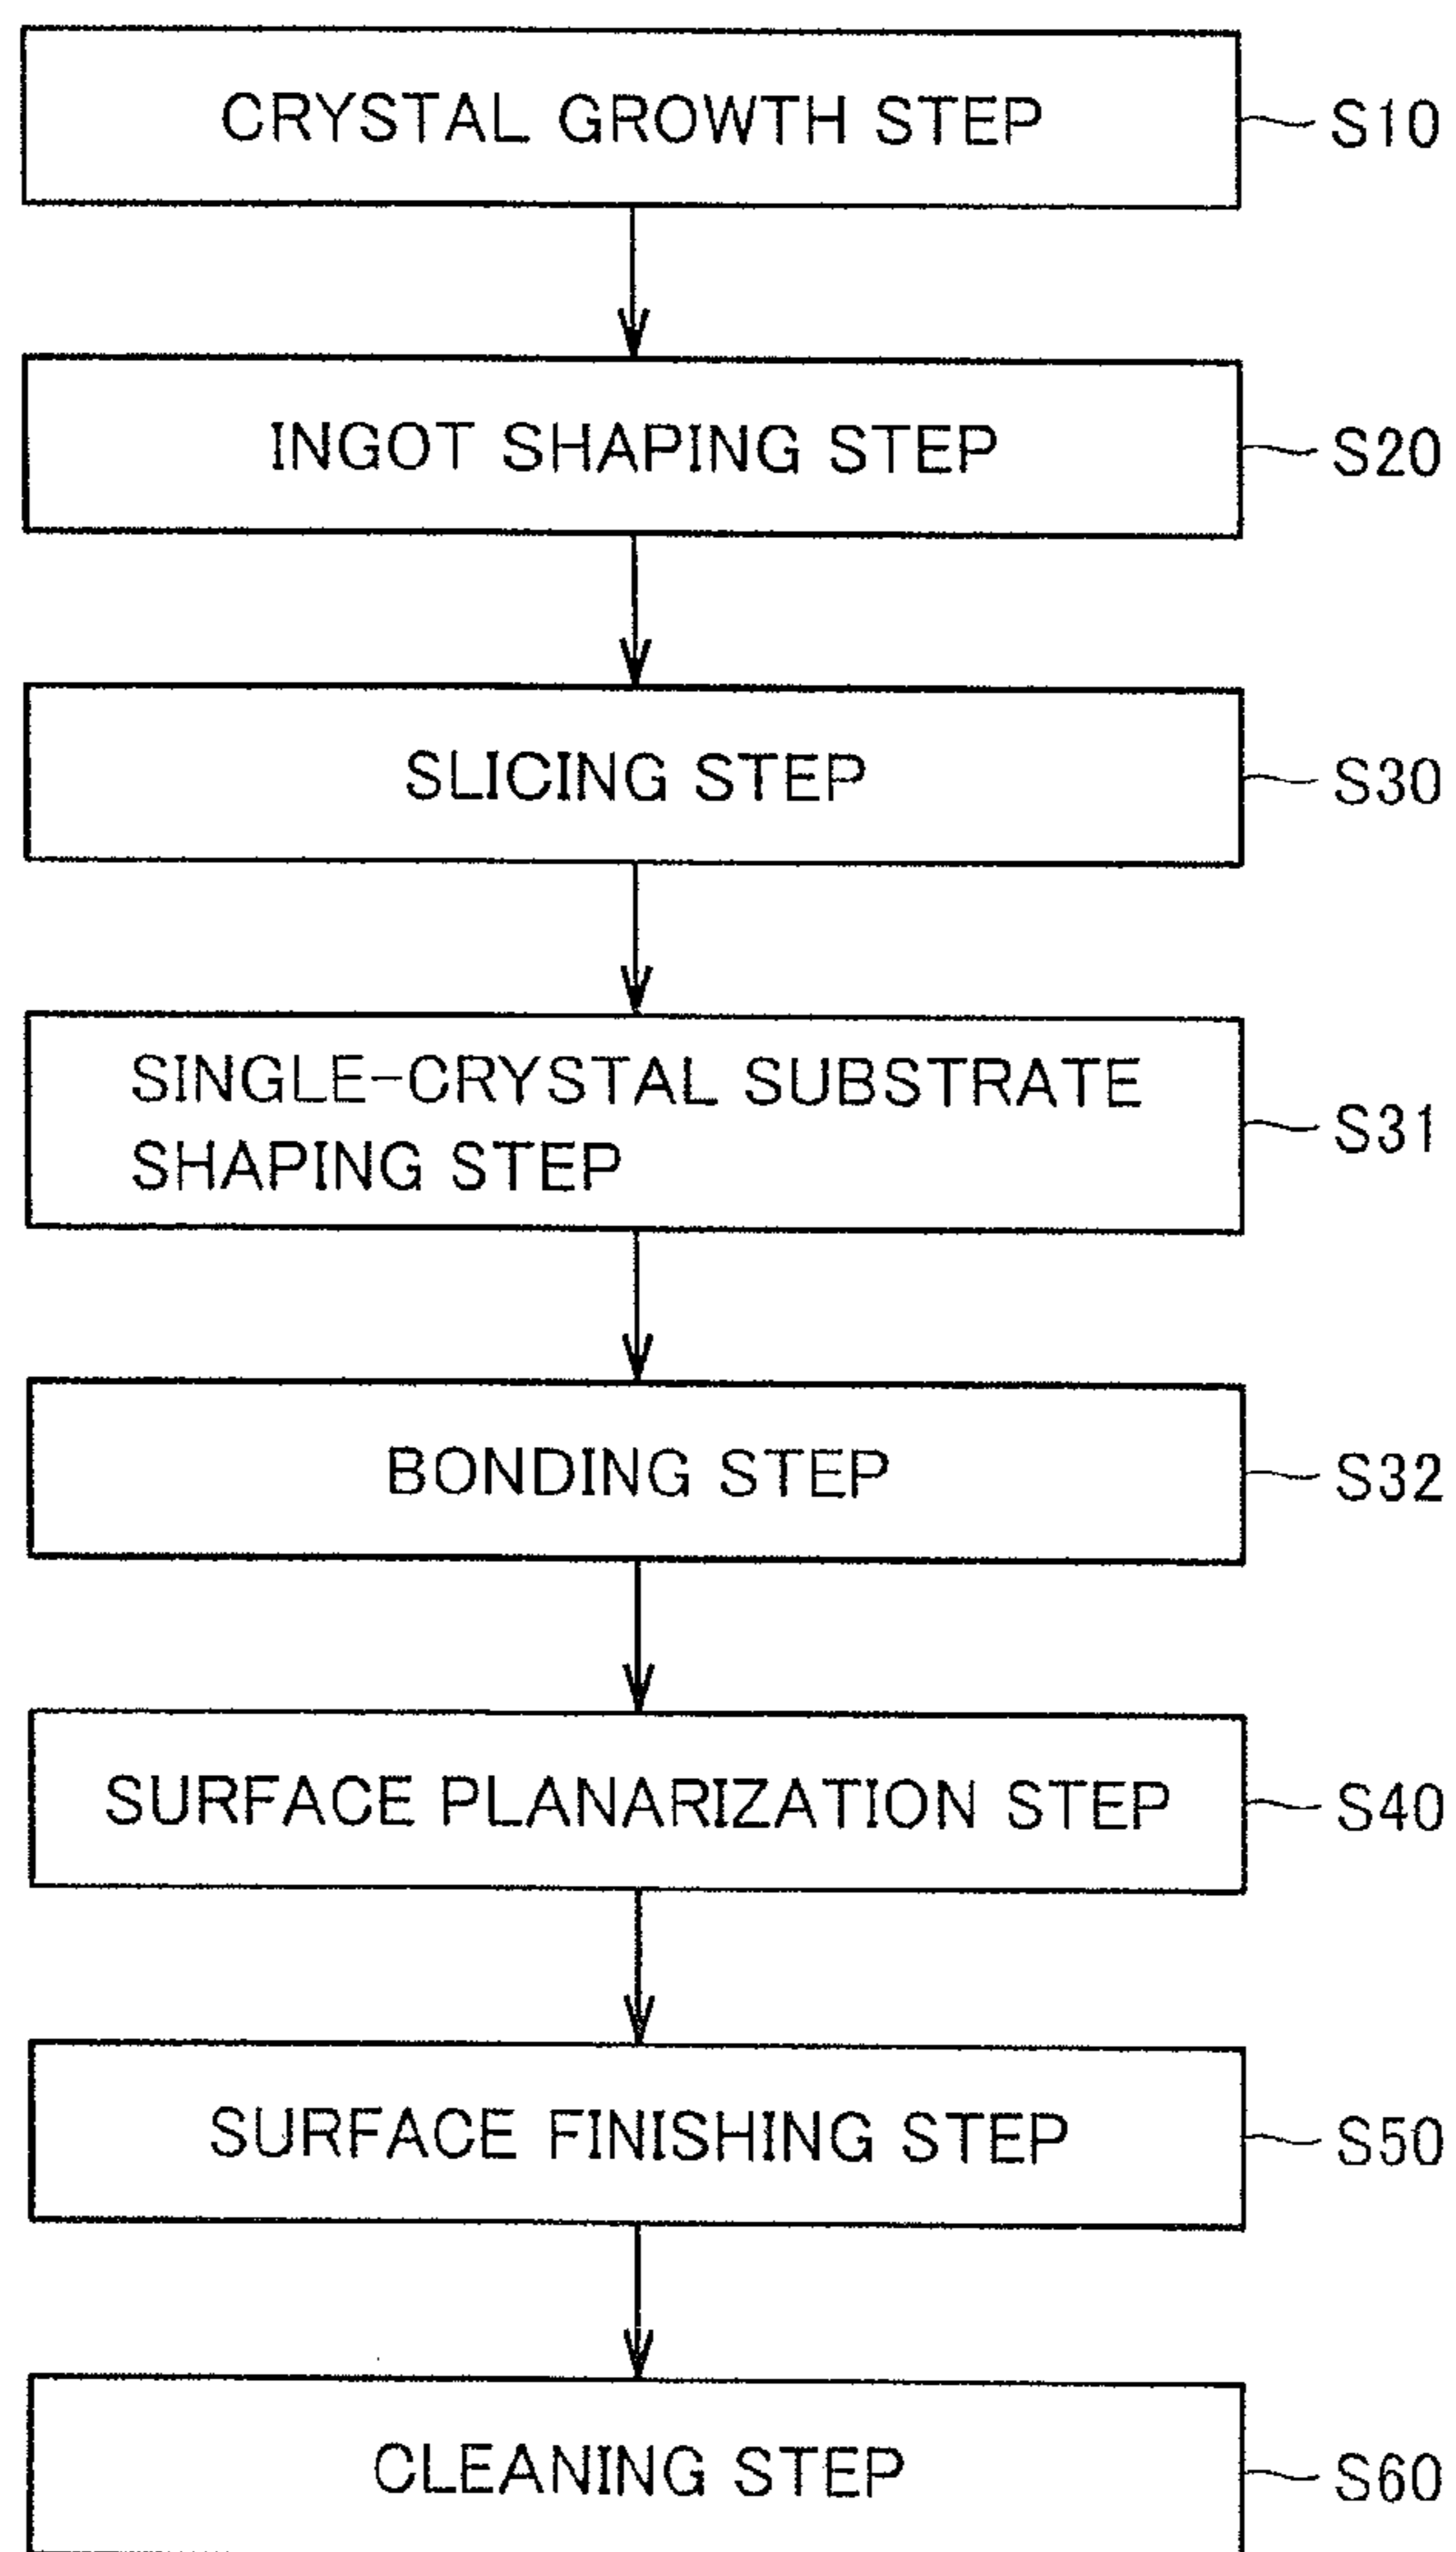 CRYSTAL GROWTH STEP S10
INGOT SHAPING STEP S20
SLICING STEP S30
SINGLE-CRYSTAL SUBSTRATE
SHAPING STEP S31
BONDING STEP S32
SURFACE PLANARIZATION STEP S40
SURFACE FINISHING STEP S50
CLEANING STEP S60